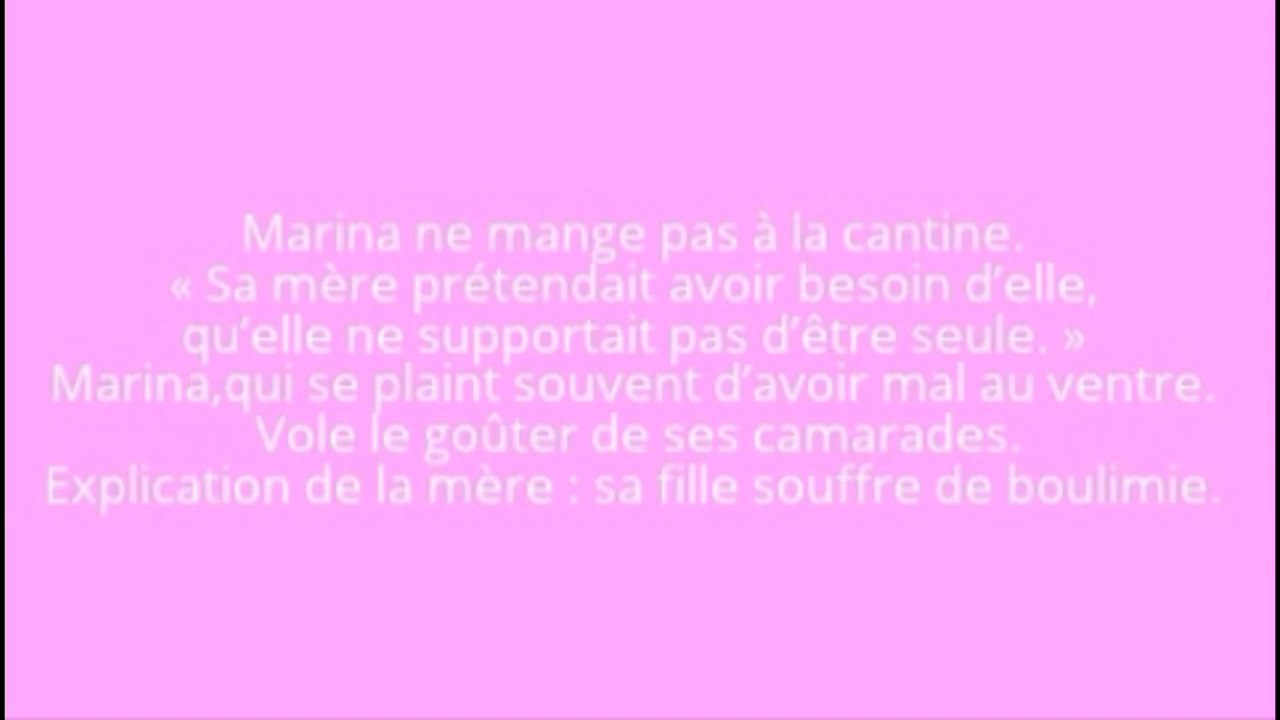 Marina ne mange pas à la cantine.
« Sa mère prétendait avoir besoin d’elle,
qu’elle ne supportait pas d’être seule. »
Marina,qui se plaint souvent d’avoir mal au ventre.
Vole le goûter de ses camarades.
Explication de la mère : sa fille souffre de boulimie.